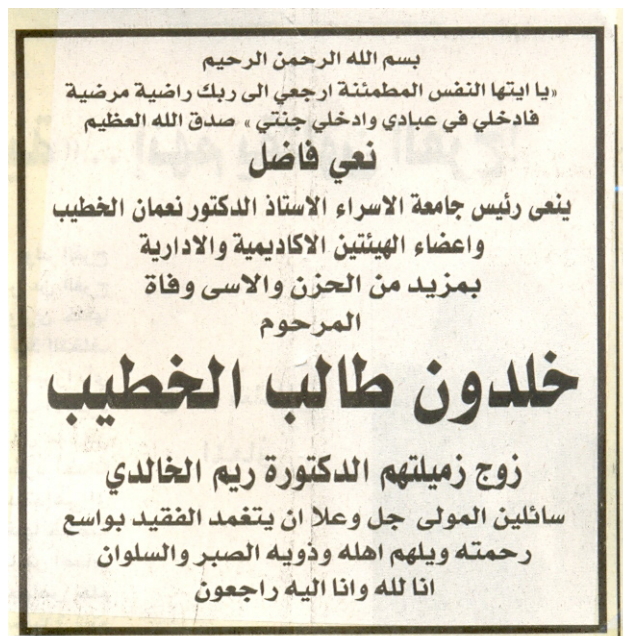 بسم الله الرحمن الرحيم
«يا ايتها النفس المطمئنة ارجعي الى ربك راضية مرضية
فادخلي في عبادي وادخلي جنتي» صدق الله العظيم
نعي فاضل
ينعى رئيس جامعة الاسراء الاستاذ الدكتور نعمان الخطيب
واعضاء الهيئتين الاكاديمية والادارية
بمزيد من الحزن والاسى وفاة
المرحوم
خلدون طالب الخطيب
زوج زميلتهم الدكتورة ريم الخالدي
سائلين المولى جل وعلا ان يتغمد الفقيد بواسع
رحمته ويلهم اهله وذويه الصبر والسلوان
انا لله وانا اليه راجعون